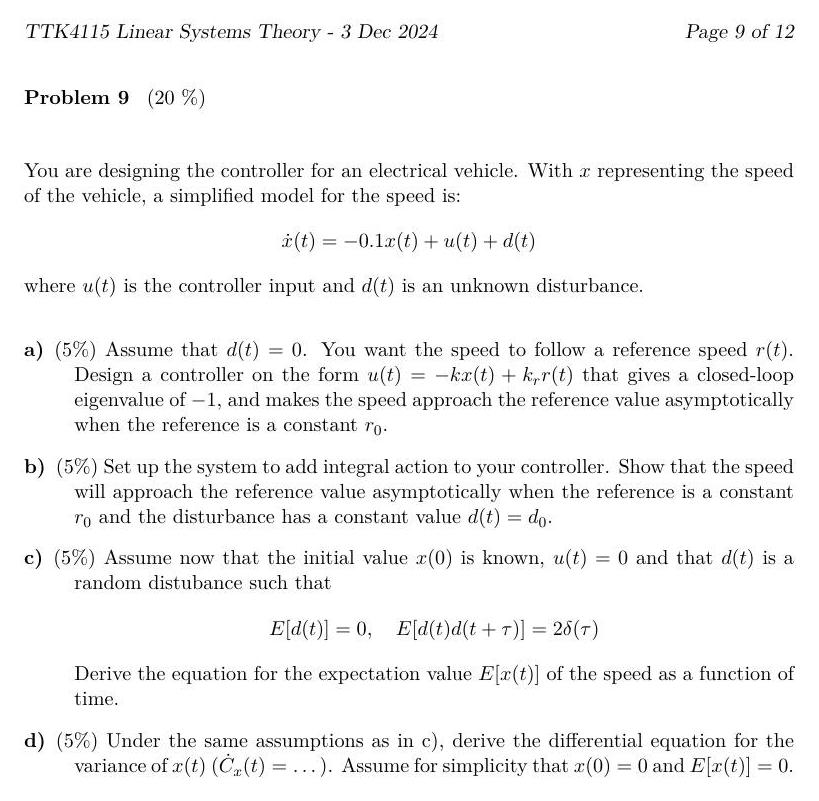 TTK4115 Linear Systems Theory - 3 Dec 2024 Page 9 of 12
Problem 9 (20 %)
You are designing the controller for an electrical vehicle. With x representing the speed
of the vehicle, a simplified model for the speed is:
ẋ(t) = −0.1x(t) + u(t) + d(t)
where u(t) is the controller input and d(t) is an unknown disturbance.
a) (5%) Assume that d(t) = 0. You want the speed to follow a reference speed r(t).
Design a controller on the form u(t) = −kx(t) + kᵣr(t) that gives a closed-loop
eigenvalue of −1, and makes the speed approach the reference value asymptotically
when the reference is a constant r₀.
b) (5%) Set up the system to add integral action to your controller. Show that the speed
will approach the reference value asymptotically when the reference is a constant
r₀ and the disturbance has a constant value d(t) = d₀.
c) (5%) Assume now that the initial value x(0) is known, u(t) = 0 and that d(t) is a
random distubance such that
E[d(t)] = 0, E[d(t)d(t + τ)] = 2δ(τ)
Derive the equation for the expectation value E[x(t)] of the speed as a function of
time.
d) (5%) Under the same assumptions as in c), derive the differential equation for the
variance of x(t) (Ċₓ(t) = ...). Assume for simplicity that x(0) = 0 and E[x(t)] = 0.